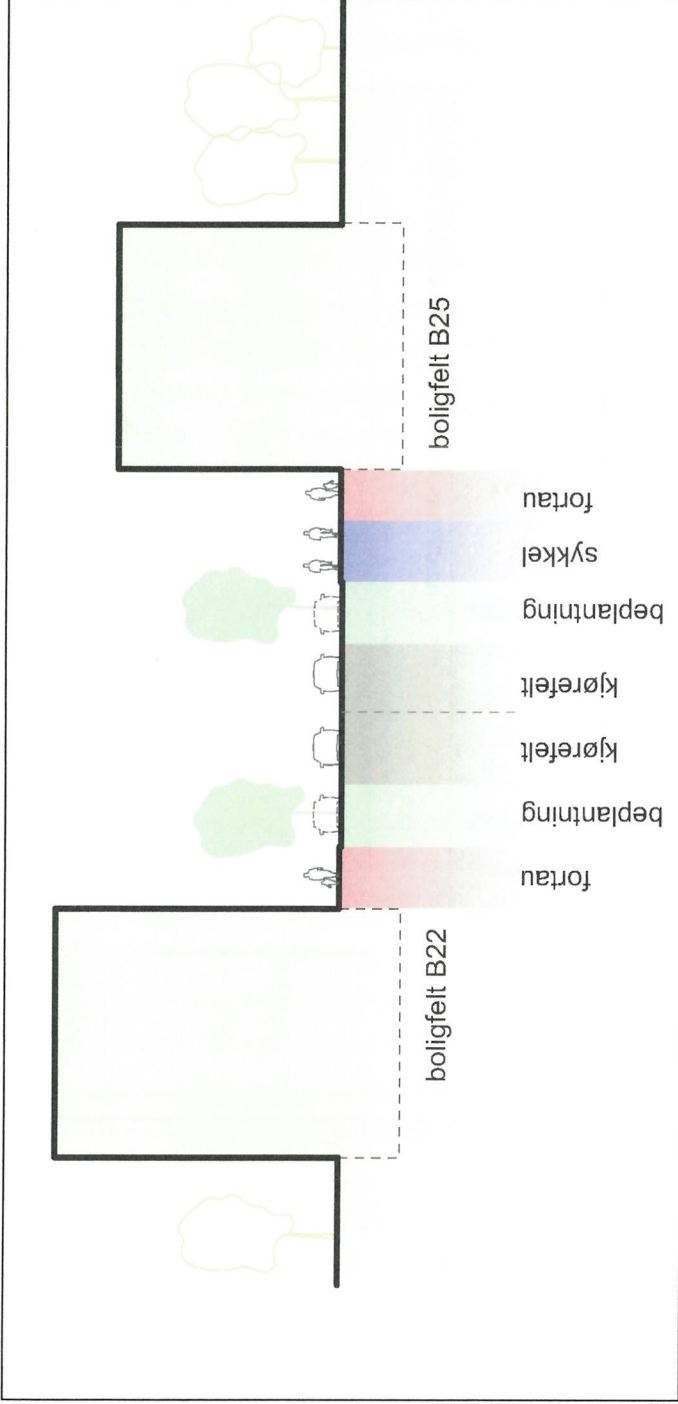 boligfelt B22
fortau
beplantning
kjørefelt
kjørefelt
beplantning
sykkel
fortau
boligfelt B25